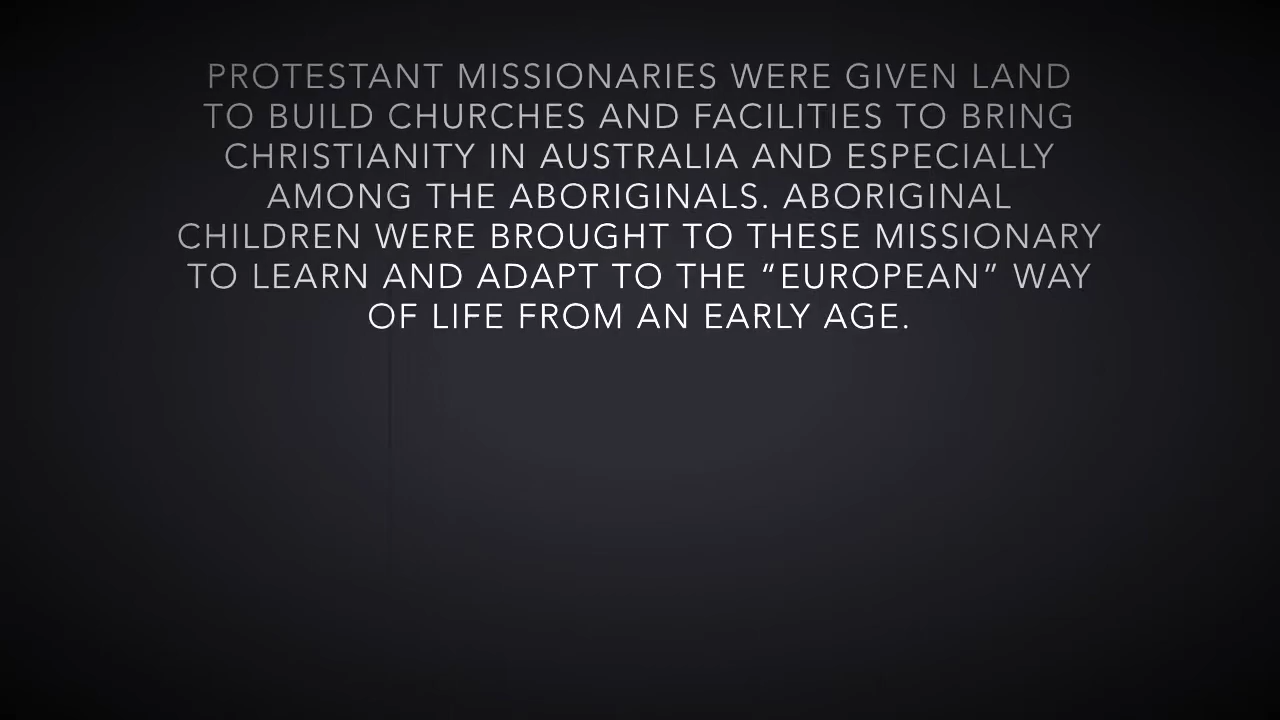 PROTESTANT MISSIONARIES WERE GIVEN LAND
TO BUILD CHURCHES AND FACILITIES TO BRING
CHRISTIANITY IN AUSTRALIA AND ESPECIALLY
AMONG THE ABORIGINALS. ABORIGINAL
CHILDREN WERE BROUGHT TO THESE MISSIONARY
TO LEARN AND ADAPT TO THE “EUROPEAN” WAY
OF LIFE FROM AN EARLY AGE.